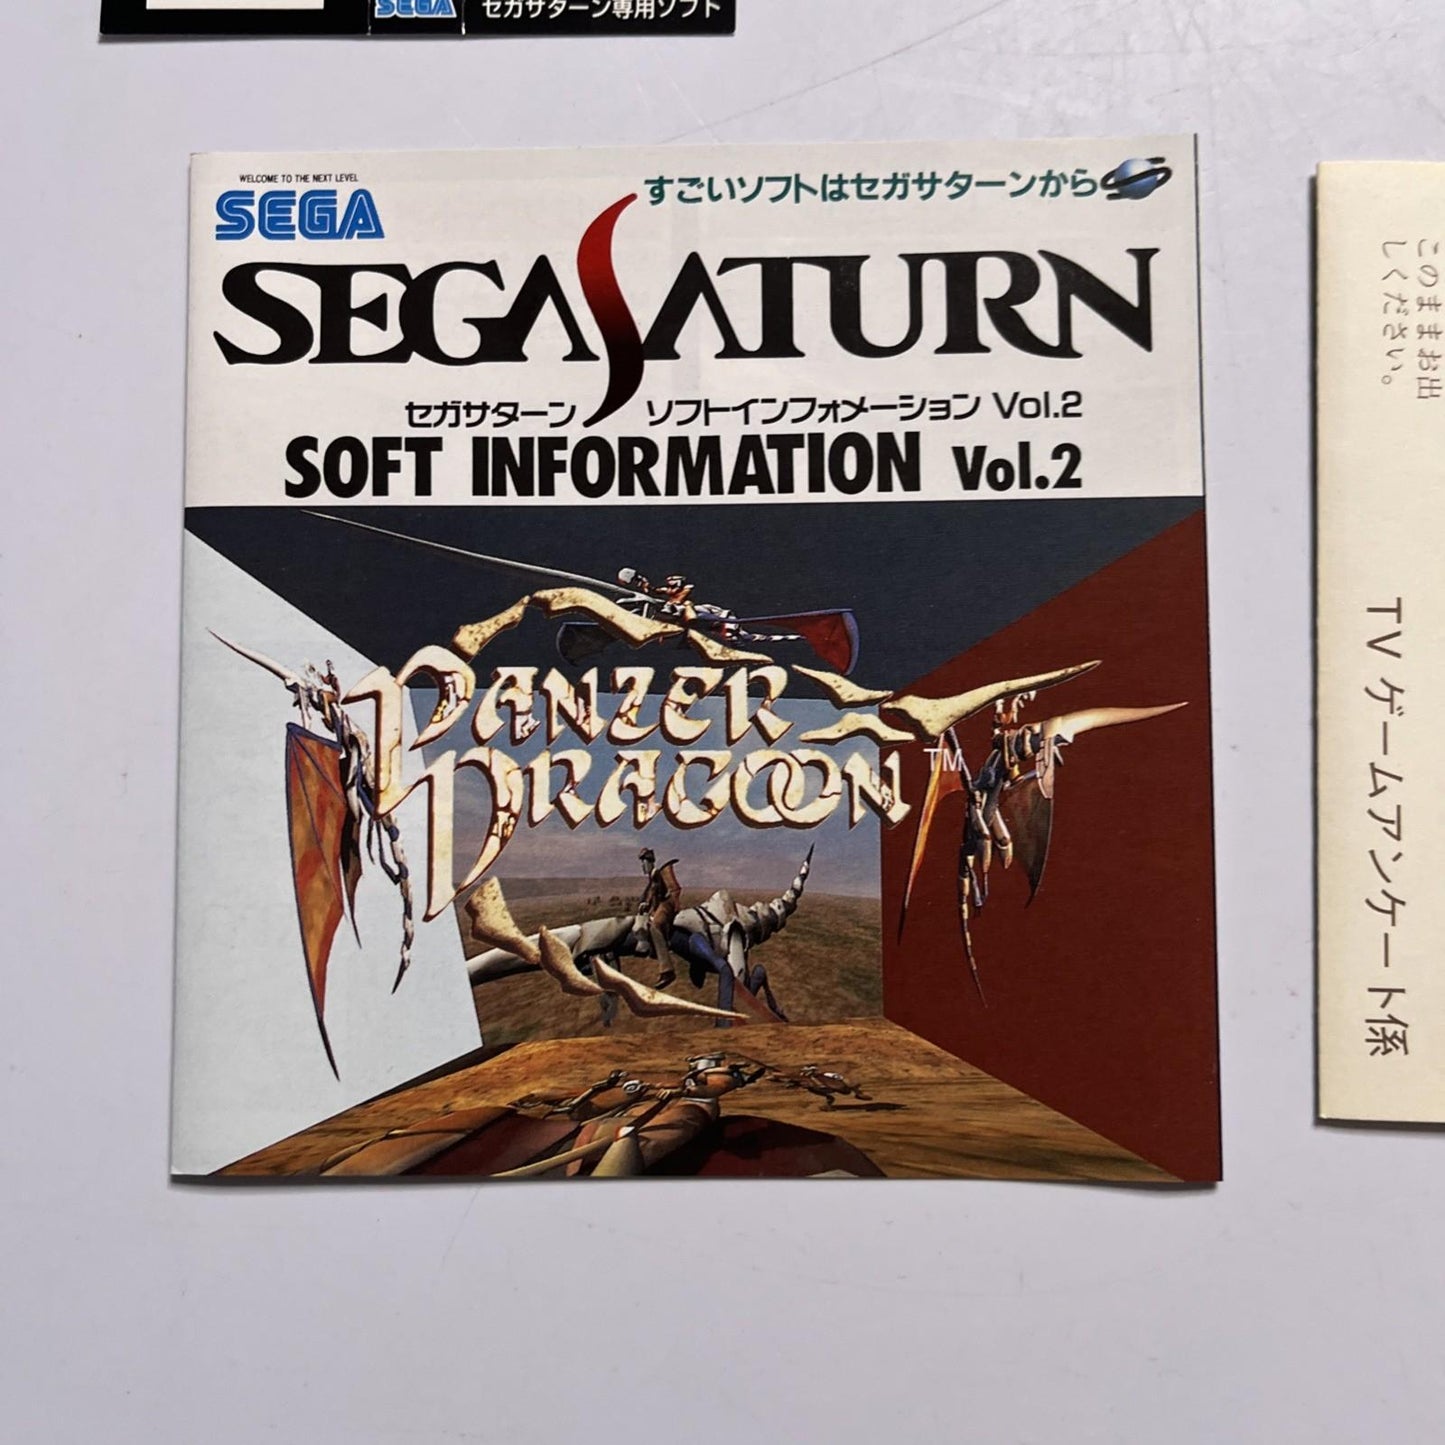 SEGA
セガサターン専用ソフト
WELCOME TO THE NEXT LEVEL
SEGA
すごいソフトはセガサターンから
SEGA SATURN
セガサターン ソフトインフォメーション Vol.2
SOFT INFORMATION Vol.2
PANZER
DRAGOON TM
このままお出
しください。
TVゲームアンケート係